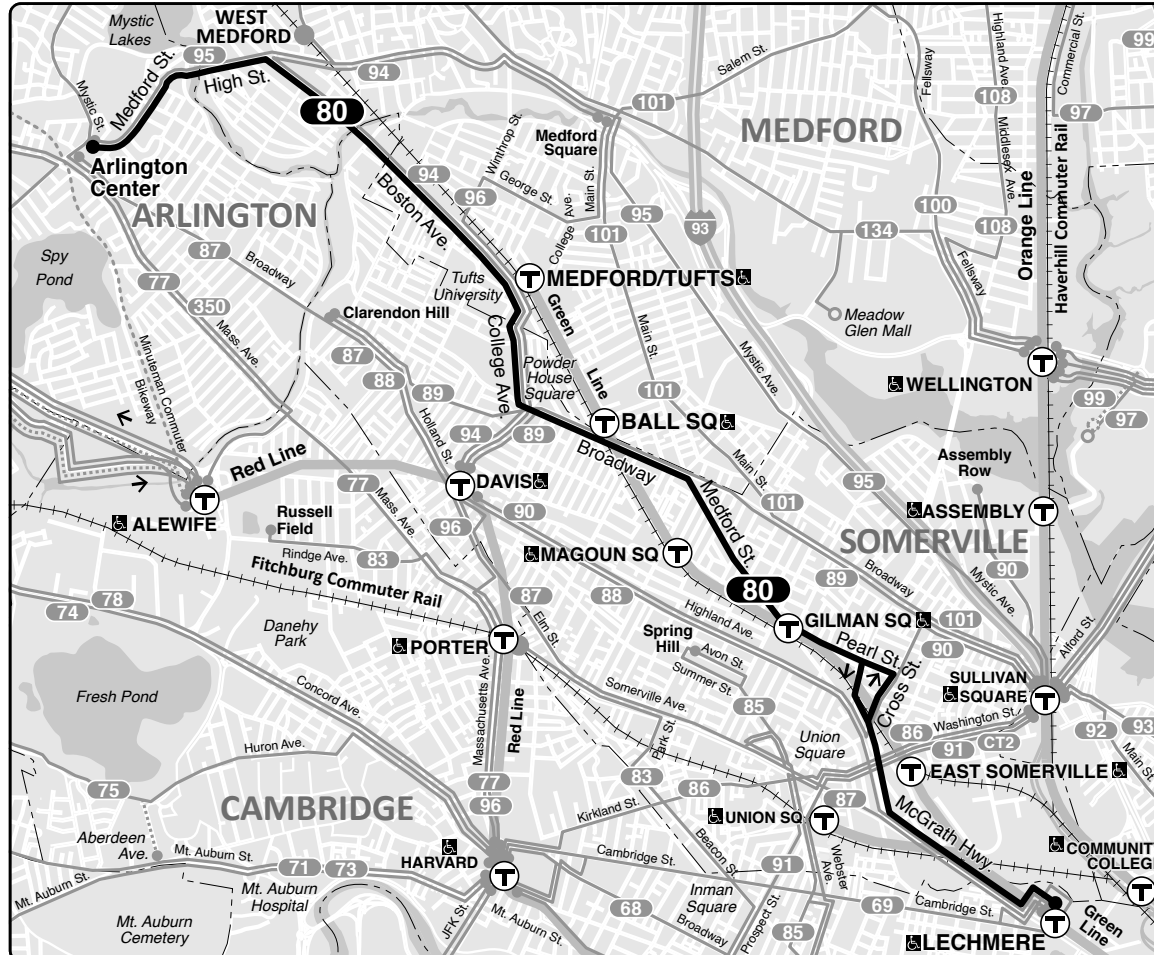 Mystic
Lakes
WEST
MEDFORD
95
94
Medford St.
High St.
Mystic St.
80
Arlington
Center
ARLINGTON
Salem St.
101
Medford
Square
MEDFORD
Fellsway
Highland Ave.
108
Middlesex Ave.
108
Commercial St.
99
97
Orange Line
Haverhill Commuter Rail
Winthrop St.
George St.
Main St.
College Ave.
94
96
101
95
93
134
100
Fellsway
Boston Ave.
Spy
Pond
87
Broadway
77
350
Mass. Ave.
Tufts
University
MEDFORD/TUFTS
Clarendon Hill
Green
Line
Meadow
Glen Mall
College Ave.
Powder
House
Square
Main St.
Mystic Ave.
Minuteman Commuter
Bikeway
87
88
89
101
WELLINGTON
99
97
BALL SQ
Holland St.
94
89
Broadway
Red Line
DAVIS
77
Mass. Ave.
90
96
ALEWIFE
Russell
Field
Rindge Ave.
83
Main St.
101
95
Assembly
Row
ASSEMBLY
SOMERVILLE
90
Mystic Ave.
Medford St.
MAGOUN SQ
80
89
Broadway
101
90
Fitchburg Commuter Rail
74
78
Danehy
Park
87
88
Elm St.
Highland Ave.
GILMAN SQ
Pearl St.
Cross St.
Alford St.
PORTER
Spring
Hill
Avon St.
Summer St.
85
SULLIVAN
SQUARE
Fresh Pond
Concord Ave.
Massachusetts Ave.
Red Line
Somerville Ave.
Park St.
Washington St.
86
91
CT2
92
93
Main St.
Huron Ave.
Union
Square
EAST SOMERVILLE
75
77
96
83
86
Kirkland St.
87
UNION SQ
McGrath Hwy
CAMBRIDGE
Aberdeen
Ave.
Mt. Auburn St.
71
73
HARVARD
Cambridge St.
Beacon St.
91
Webster
Ave.
COMMUNITY
COLLEGE
Mt. Auburn St.
Mt. Auburn
Hospital
Mt. Auburn
Cemetery
JFK St.
Mt. Auburn St.
68
Inman
Square
Broadway
Prospect St.
85
69
Cambridge St.
LECHMERE
Green
Line